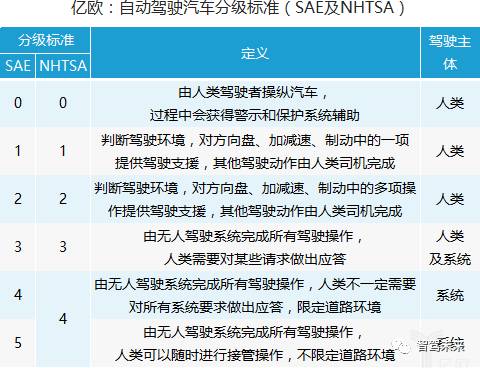 亿欧：自动驾驶汽车分级标准（SAE及NHTSA）
分级标准
SAE NHTSA
定义
驾驶主
体
0 0
由人类驾驶者操纵汽车，
过程中会获得警示和保护系统辅助
人类
1 1
判断驾驶环境，对方向盘、加减速、制动中的一项
提供驾驶支援，其他驾驶动作由人类司机完成
人类
2 2
判断驾驶环境，对方向盘、加减速、制动中的多项操
作提供驾驶支援，其他驾驶动作由人类司机完成
人类
3 3
由无人驾驶系统完成所有驾驶操作，
人类需要对某些请求做出应答
人类
及系统
4
由无人驾驶系统完成所有驾驶操作，人类不一定需要
对所有系统要求做出应答，限定道路环境
系统
4
5
由无人驾驶系统完成所有驾驶操作，
人类可以随时进行接管操作，不限定道路环境
系统
智驾未来